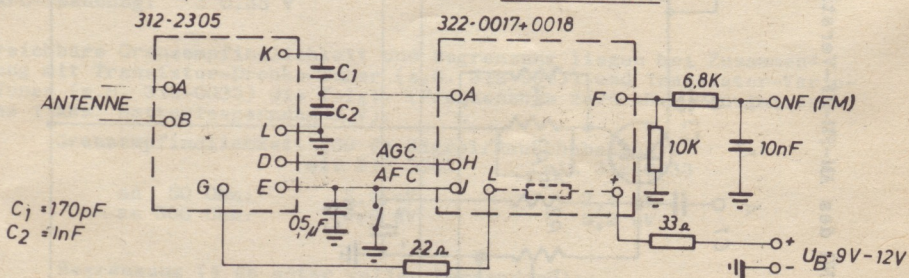 312-2305
322-0017+0018
K
C1
A
A
F
6,8K
NF (FM)
ANTENNE
B
C2
L
10K
10nF
D
AGC
H
G
E
AFC
J
L
+
C1 = 170pF
C2 = 1nF
05µF
22Ω
33Ω
+
-
UB = 9V-12V